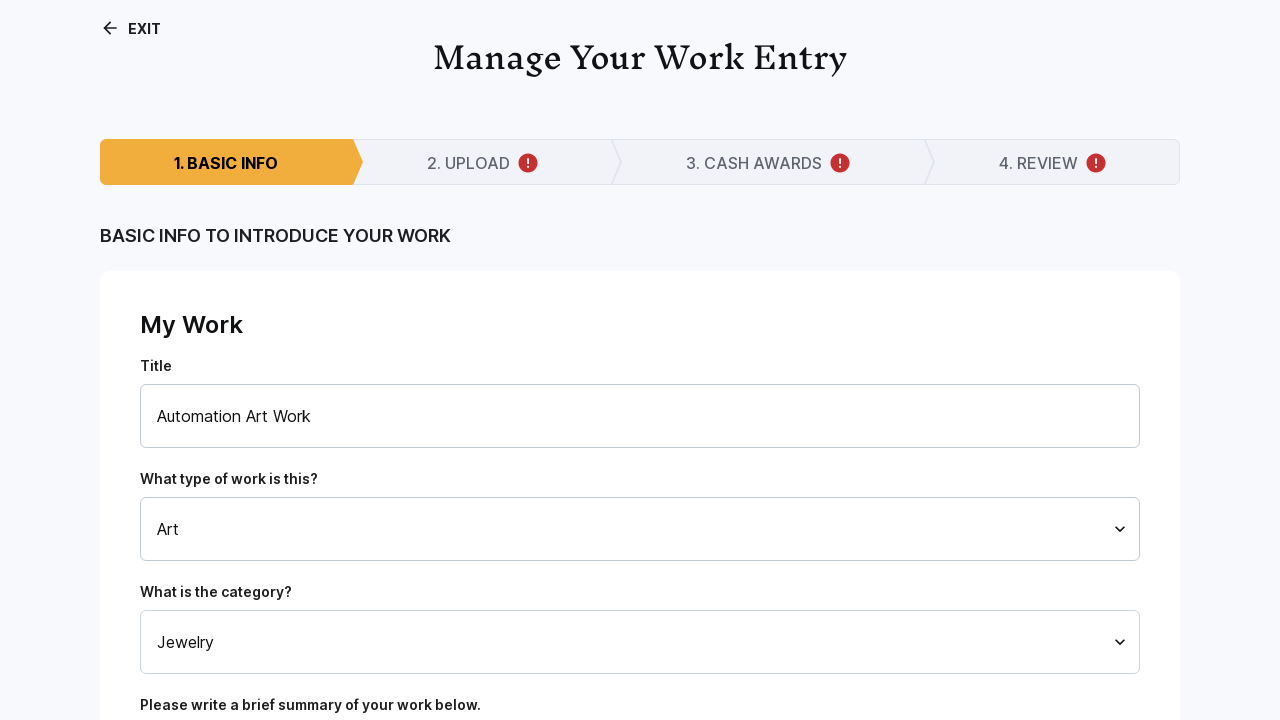 EXIT
Manage Your Work Entry
1. BASIC INFO
2. UPLOAD
3. CASH AWARDS
4. REVIEW
BASIC INFO TO INTRODUCE YOUR WORK
My Work
Title
Automation Art Work
What type of work is this?
Art
What is the category?
Jewelry
Please write a brief summary of your work below.